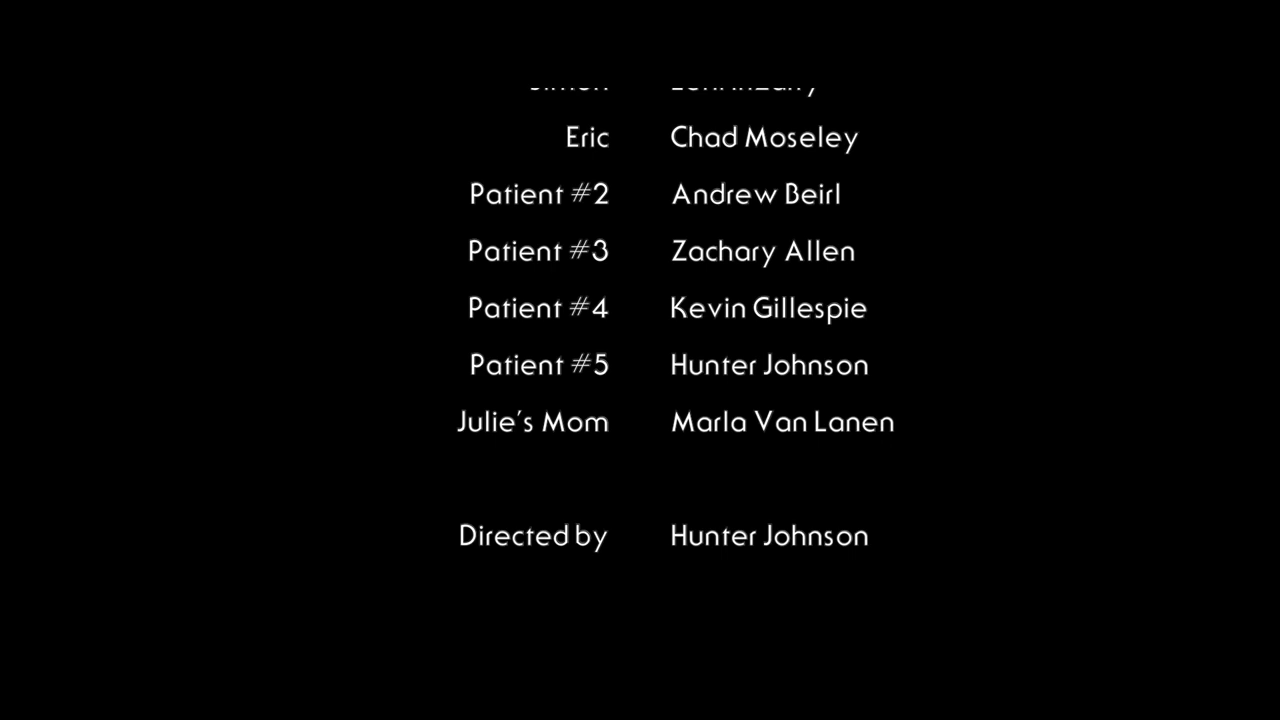 Eric Chad Moseley
Patient #2 Andrew Beirl
Patient #3 Zachary Allen
Patient #4 Kevin Gillespie
Patient #5 Hunter Johnson
Julie's Mom Marla Van Lanen
Directed by Hunter Johnson